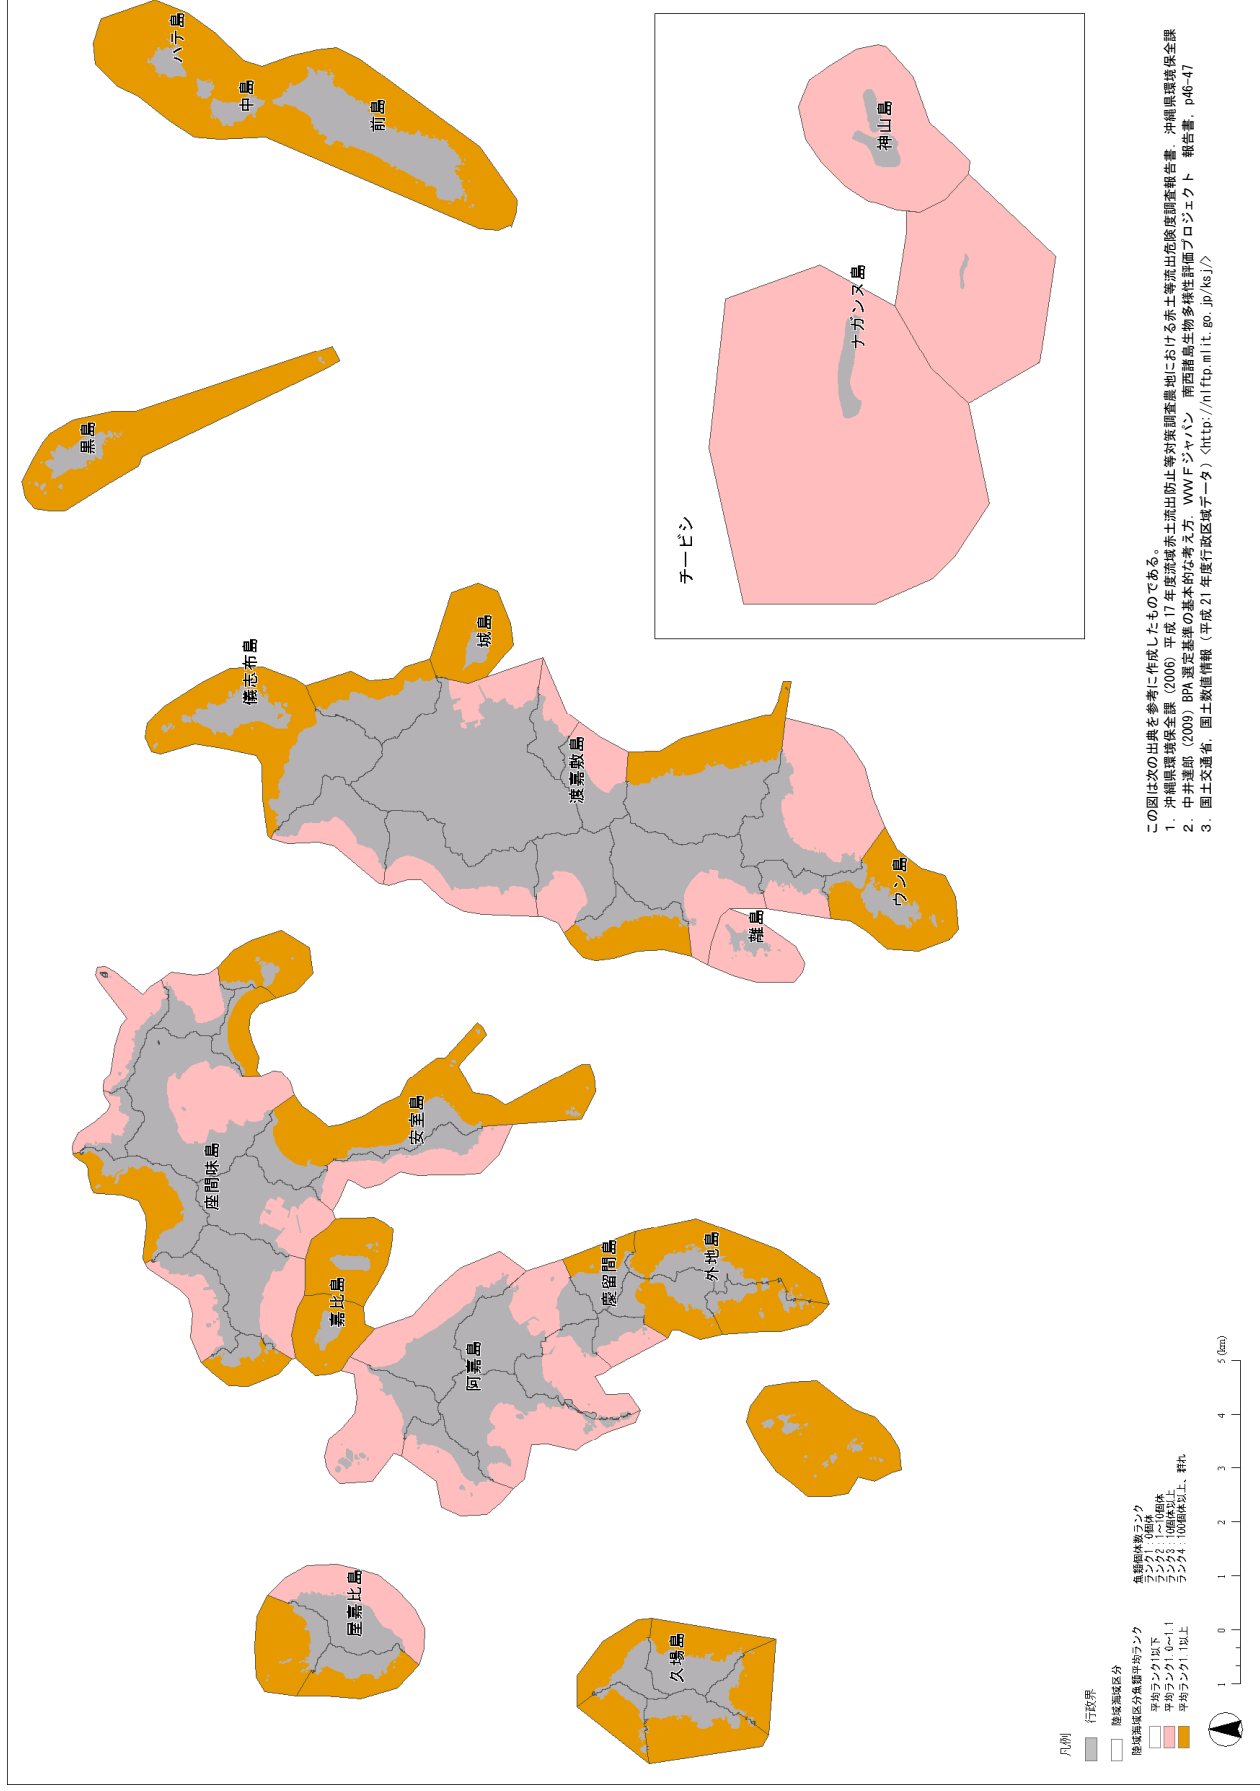 屋嘉比島
久場島
座間味島
嘉比島
安室島
阿嘉島
慶留間島
外地島
儀志布島
城島
渡嘉敷島
離島
ウン島
黒島
ハテ島
中島
前島
チービシ
ナガンヌ島
神山島
凡例
行政界
陸域海域区分
陸域海域区分魚類平均ランク
平均ランク1以下
平均ランク1.0~1.1
平均ランク1.1以上
魚類個体数ランク
ランク1:0個体
ランク2:1~10個体
ランク3:10個体以上
ランク4:100個体以上、群れ
1 0 1 2 3 4 5 (km)
この図は次の出典を参考に作成したものである。
1. 沖縄県環境保全課 (2006) 平成17年度流域赤土流出防止等対策調査農地における赤土等流出危険度調査報告書. 沖縄県環境保全課
2. 中井達郎 (2009) BPA選定基準の基本的な考え方. WWFジャパン 南西諸島生物多様性評価プロジェクト 報告書, p46-47
3. 国土交通省, 国土数値情報 (平成21年度行政区域データ) <http://nlftp.mlit.go.jp/ksj/>